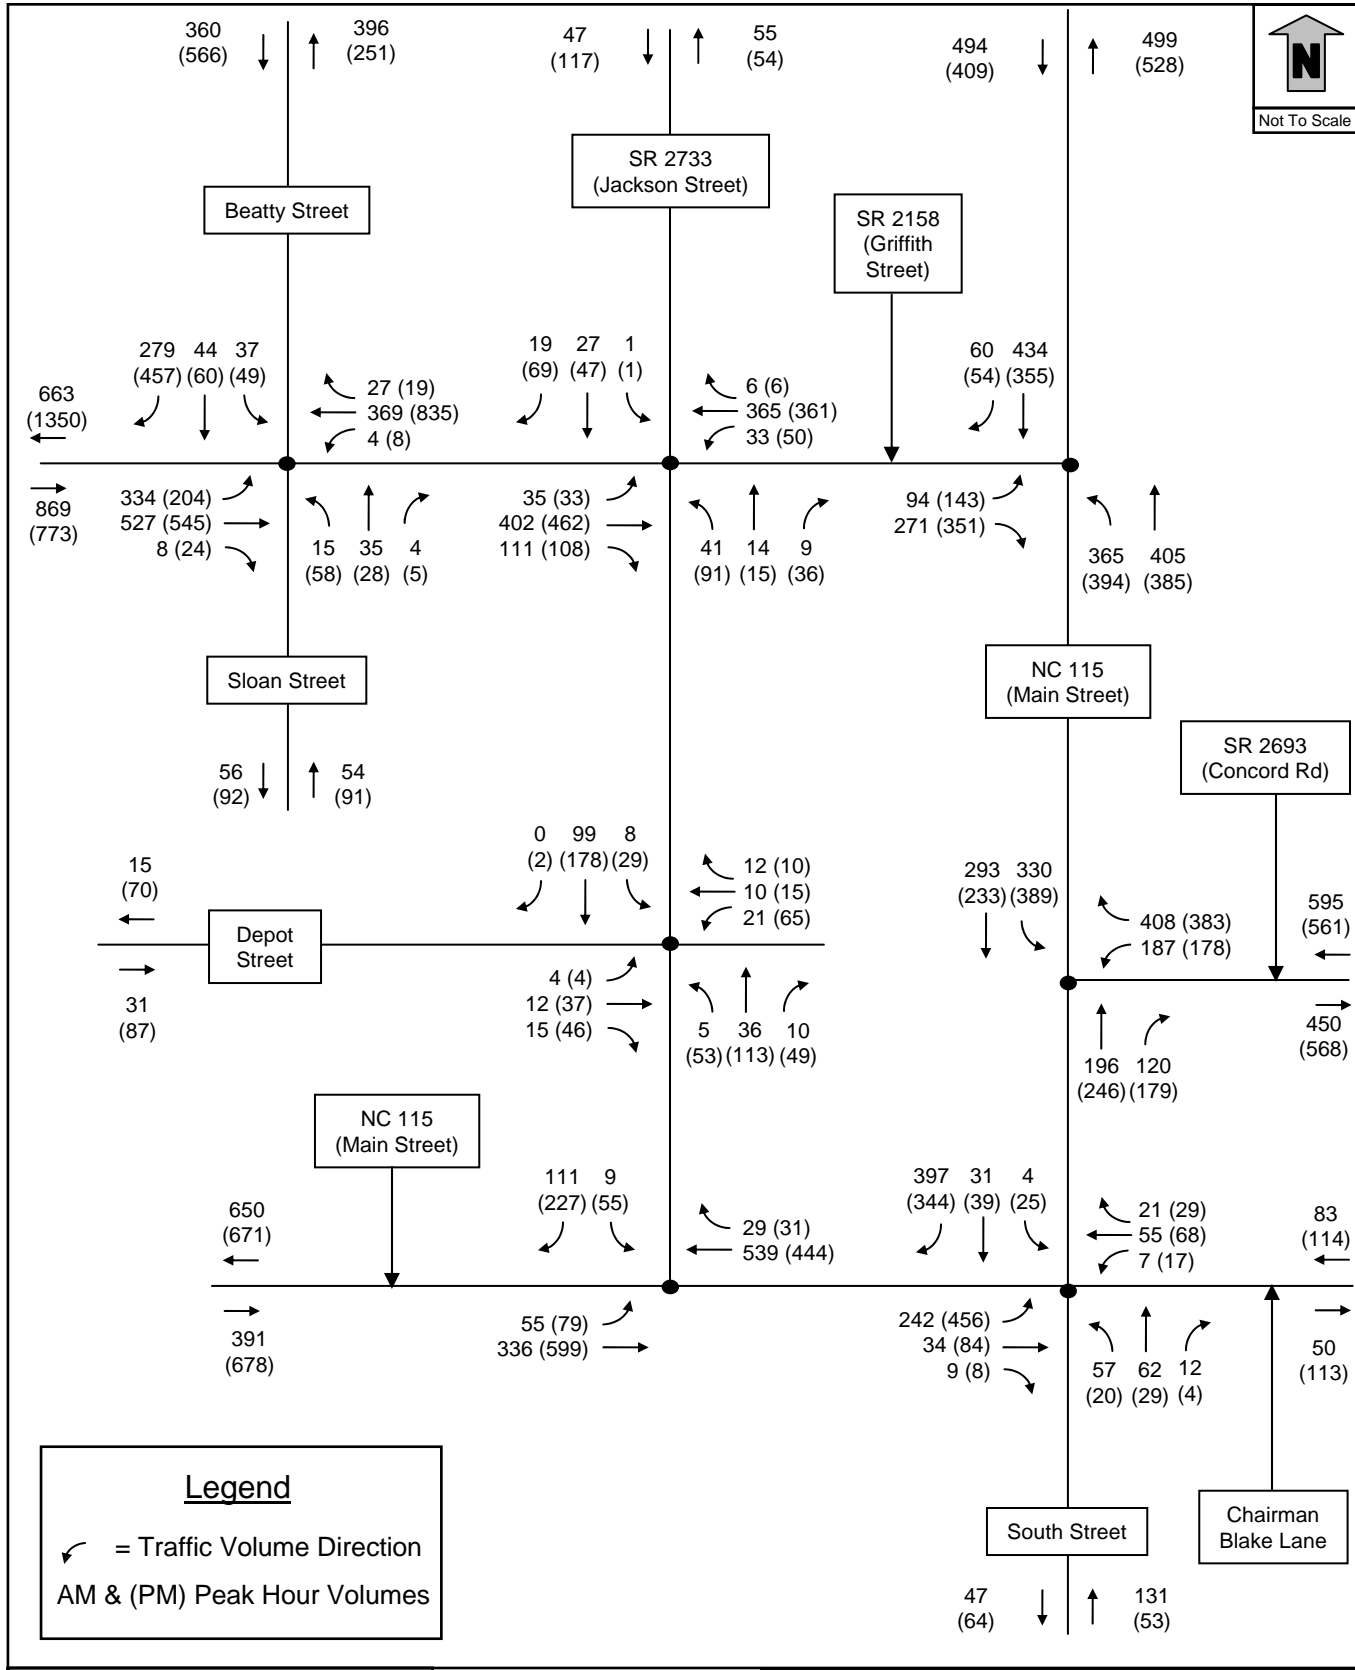 360 396 47 55 494 499
(566) (251) (117) (54) (409) (528)
N
Not To Scale
SR 2733
(Jackson Street)
Beatty Street
SR 2158
(Griffith
Street)
279 44 37
(457) (60) (49)
27 (19)
369 (835)
4 (8)
19 27 1
(69) (47) (1)
6 (6)
365 (361)
33 (50)
60 434
(54) (355)
663
(1350)
869
(773)
334 (204)
527 (545)
8 (24)
15 35 4
(58) (28) (5)
35 (33)
402 (462)
111 (108)
41 14 9
(91) (15) (36)
94 (143)
271 (351)
365 405
(394) (385)
Sloan Street
NC 115
(Main Street)
SR 2693
(Concord Rd)
56 54
(92) (91)
0 99 8
(2) (178) (29)
12 (10)
10 (15)
21 (65)
293 330
(233) (389)
408 (383)
187 (178)
595
(561)
15
(70)
Depot
Street
31
(87)
4 (4)
12 (37)
15 (46)
5 36 10
(53) (113) (49)
450
(568)
196 120
(246) (179)
NC 115
(Main Street)
111 9
(227) (55)
29 (31)
539 (444)
397 31 4
(344) (39) (25)
21 (29)
55 (68)
7 (17)
83
(114)
650
(671)
391
(678)
55 (79)
336 (599)
242 (456)
34 (84)
9 (8)
57 62 12
(20) (29) (4)
50
(113)
Legend
= Traffic Volume Direction
AM & (PM) Peak Hour Volumes
South Street
Chairman
Blake Lane
47 131
(64) (53)